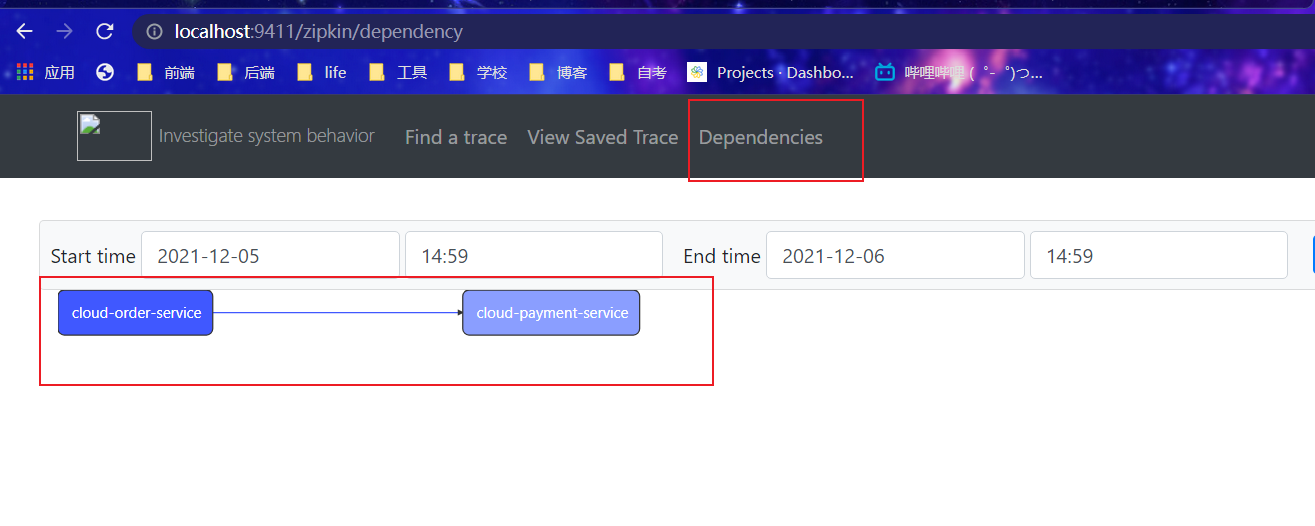 localhost:9411/zipkin/dependency
应用 前端 后端 life 工具 学校 博客 自考 Projects · Dashbo... 哔哩哔哩 (゜-゜)つ...
Investigate system behavior Find a trace View Saved Trace Dependencies
Start time 2021-12-05 14:59 End time 2021-12-06 14:59
cloud-order-service cloud-payment-service